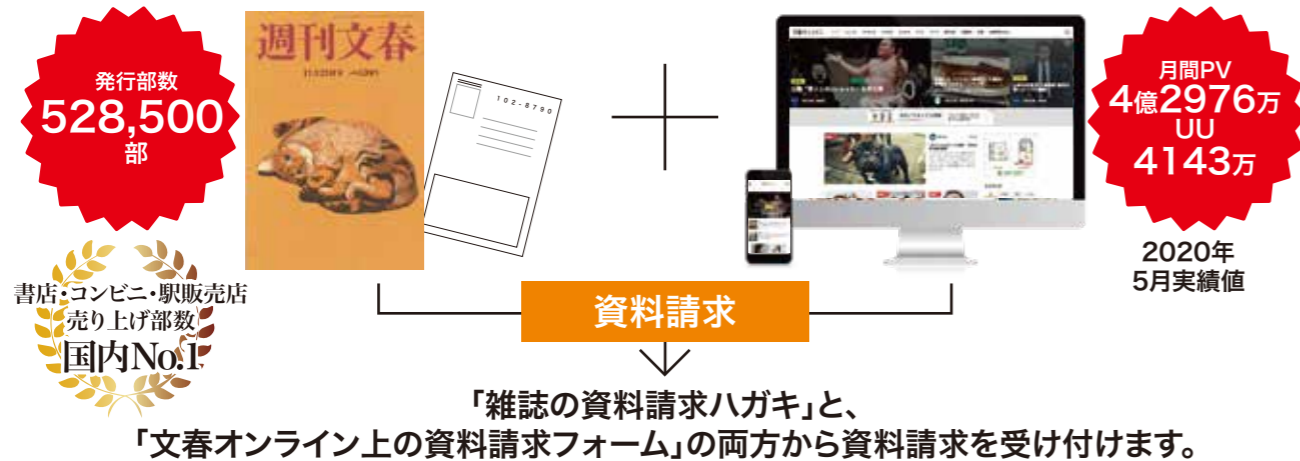 発行部数
528,500
部
週刊文春
102-8790
月間PV
4億2976万
UU
4143万
2020年
5月実績値
書店・コンビニ・駅販売店
売り上げ部数
国内No.1
資料請求
「雑誌の資料請求ハガキ」と、
「文春オンライン上の資料請求フォーム」の両方から資料請求を受け付けます。